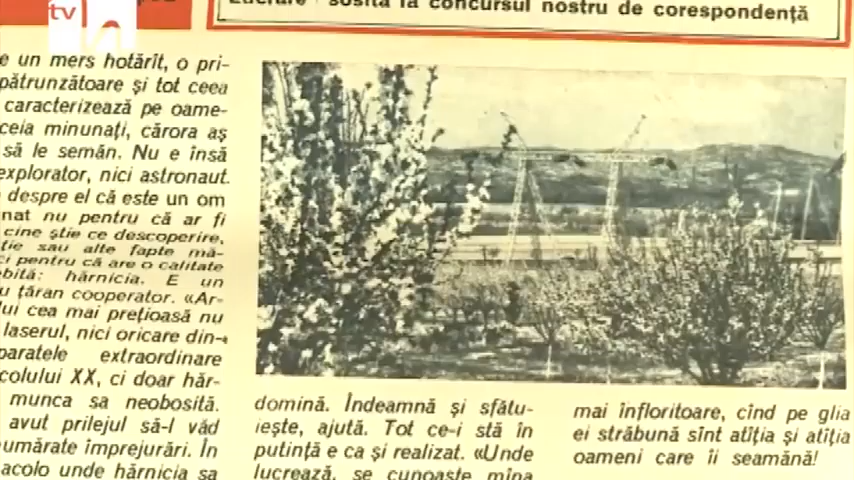 tv
sosită la concursul nostru de corespondență
e un mers hotărît, o pri-
pătrunzătoare și tot ceea
caracterizează pe oame-
ceia minunați, cărora aș
să le semăn. Nu e însă
explorator, nici astronaut.
despre el că este un om
nat nu pentru că ar fi
cine știe ce descoperire,
ție sau alte fapte mă-
ci pentru că are o calitate
ebită: hărnicia. E un
u țăran cooperator. «Ar-
lui cea mai prețioasă nu
laserul, nici oricare din-
paratele extraordinare
colului XX, ci doar hăr-
munca sa neobosită.
avut prilejul să-l văd
umărate împrejurări. În
acolo unde hărnicia sa
domină. Îndeamnă și sfătu-
iește, ajută. Tot ce-i stă în
putință e ca și realizat. «Unde
lucrează, se cunoaște mîna
mai înfloritoare, cînd pe glia
ei străbună sînt atîția și atîția
oameni care îi seamănă!